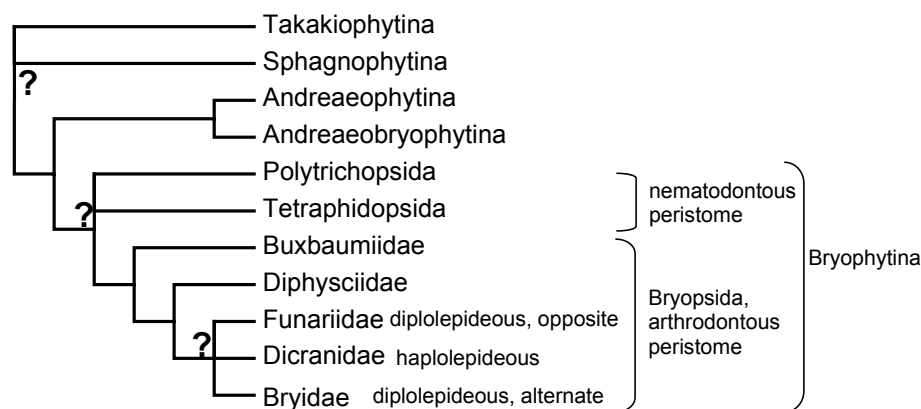 Takakiophytina
Sphagnophytina
?
Andreaeophytina
Andreaeobryophytina
Polytrichopsida
nematodontous
peristome
?
Tetraphidopsida
Buxbaumiidae
Bryophytina
Diphysciidae
Bryopsida,
arthrodontous
peristome
Funariidae diplolepideous, opposite
?
Dicranidae haplolepideous
Bryidae diplolepideous, alternate